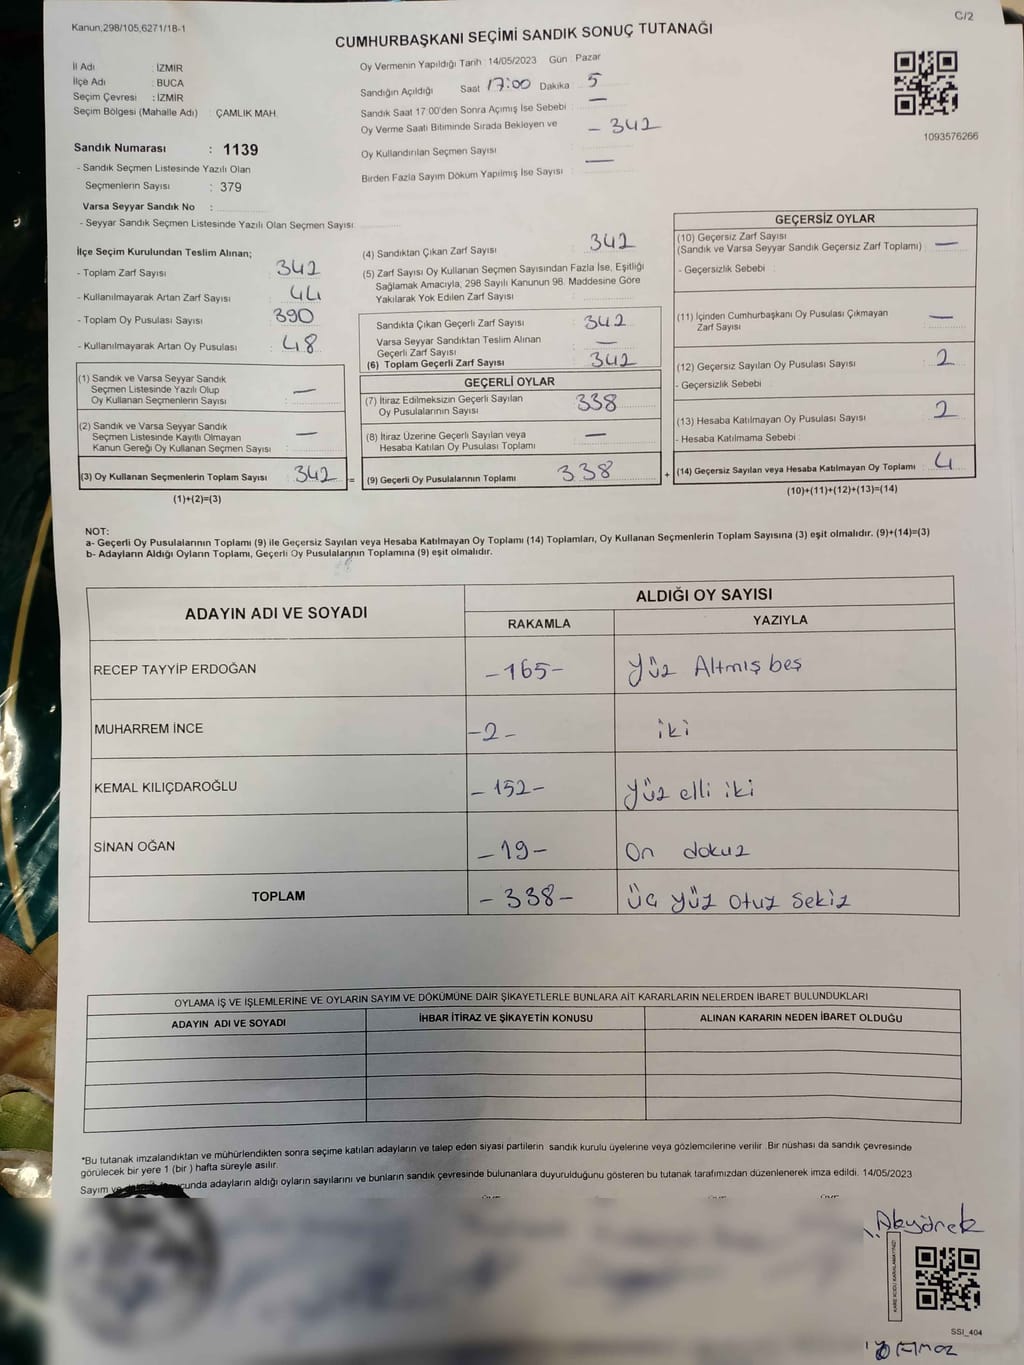 Kanun;298/105,6271/18-1
C/2
CUMHURBAŞKANI SEÇİMİ SANDIK SONUÇ TUTANAĞI
İl Adı : İZMİR
İlçe Adı : BUCA
Seçim Çevresi : İZMİR
Seçim Bölgesi (Mahalle Adı) : ÇAMLIK MAH.
Sandık Numarası : 1139
- Sandık Seçmen Listesinde Yazılı Olan
Seçmenlerin Sayısı : 379
Varsa Seyyar Sandık No :
- Seyyar Sandık Seçmen Listesinde Yazılı Olan Seçmen Sayısı:
Oy Vermenin Yapıldığı Tarih : 14/05/2023 Gün : Pazar
Sandığın Açıldığı Saat 17:00 Dakika : 5
Sandık Saat 17:00'den Sonra Açımış İse Sebebi : —
Oy Verme Saati Bitiminde Sırada Bekleyen ve - 342
Oy Kullandırılan Seçmen Sayısı
Birden Fazla Sayım Döküm Yapılmış İse Sayısı : —
1093576266
İlçe Seçim Kurulundan Teslim Alınan;
- Toplam Zarf Sayısı : 342
- Kullanılmayarak Artan Zarf Sayısı : 44
- Toplam Oy Pusulası Sayısı : 390
- Kullanılmayarak Artan Oy Pusulası : 48
(1) Sandık ve Varsa Seyyar Sandık
Seçmen Listesinde Yazılı Olup
Oy Kullanan Seçmenlerin Sayısı : —
(2) Sandık ve Varsa Seyyar Sandık
Seçmen Listesinde Kayıtlı Olmayan
Kanun Gereği Oy Kullanan Seçmen Sayısı : —
(3) Oy Kullanan Seçmenlerin Toplam Sayısı : 342 =
(1)+(2)=(3)
(4) Sandıktan Çıkan Zarf Sayısı : 342
(5) Zarf Sayısı Oy Kullanan Seçmen Sayısından Fazla İse, Eşitliği
Sağlamak Amacıyla, 298 Sayılı Kanunun 98. Maddesine Göre
Yakılarak Yok Edilen Zarf Sayısı :
Sandıkta Çıkan Geçerli Zarf Sayısı : 342
Varsa Seyyar Sandıktan Teslim Alınan
Geçerli Zarf Sayısı : —
(6) Toplam Geçerli Zarf Sayısı : 342
GEÇERLİ OYLAR
(7) İtiraz Edilmeksizin Geçerli Sayılan
Oy Pusulalarının Sayısı : 338
(8) İtiraz Üzerine Geçerli Sayılan veya
Hesaba Katılan Oy Pusulası Toplamı : —
(9) Geçerli Oy Pusulalarının Toplamı : 338 +
GEÇERSİZ OYLAR
(10) Geçersiz Zarf Sayısı
(Sandık ve Varsa Seyyar Sandık Geçersiz Zarf Toplamı) : —
- Geçersizlik Sebebi :
(11) İçinden Cumhurbaşkanı Oy Pusulası Çıkmayan
Zarf Sayısı : —
(12) Geçersiz Sayılan Oy Pusulası Sayısı : 2
- Geçersizlik Sebebi :
(13) Hesaba Katılmayan Oy Pusulası Sayısı : 2
- Hesaba Katılmama Sebebi :
(14) Geçersiz Sayılan veya Hesaba Katılmayan Oy Toplamı : 4
(10)+(11)+(12)+(13)=(14)
NOT:
a- Geçerli Oy Pusulalarının Toplamı (9) ile Geçersiz Sayılan veya Hesaba Katılmayan Oy Toplamı (14) Toplamları, Oy Kullanan Seçmenlerin Toplam Sayısına (3) eşit olmalıdır. (9)+(14)=(3)
b- Adayların Aldığı Oyların Toplamı, Geçerli Oy Pusulalarının Toplamına (9) eşit olmalıdır.
ADAYIN ADI VE SOYADI
ALDIĞI OY SAYISI
RAKAMLA YAZIYLA
RECEP TAYYİP ERDOĞAN -165- Yüz Altmış beş
MUHARREM İNCE -2- iki
KEMAL KILIÇDAROĞLU -152- Yüz elli iki
SİNAN OĞAN -19- On dokuz
TOPLAM -338- Üç yüz otuz sekiz
OYLAMA İŞ VE İŞLEMLERİNE VE OYLARIN SAYIM VE DÖKÜMÜNE DAİR ŞİKAYETLERLE BUNLARA AİT KARARLARIN NELERDEN İBARET BULUNDUKLARI
ADAYIN ADI VE SOYADI İHBAR İTİRAZ VE ŞİKAYETİN KONUSU ALINAN KARARIN NEDEN İBARET OLDUĞU
*Bu tutanak imzalandıktan ve mühürlendikten sonra seçime katılan adayların ve talep eden siyasi partilerin sandık kurulu üyelerine veya gözlemcilerine verilir. Bir nüshası da sandık çevresinde
görülecek bir yere 1 (bir ) hafta süreyle asılır.
Sayım ve adayların aldığı oyların sayılarını ve bunların sandık çevresinde bulunanlara duyurulduğunu gösteren bu tutanak tarafımızdan düzenlenerek imza edildi. 14/05/2023
Akyürek
SSI_404